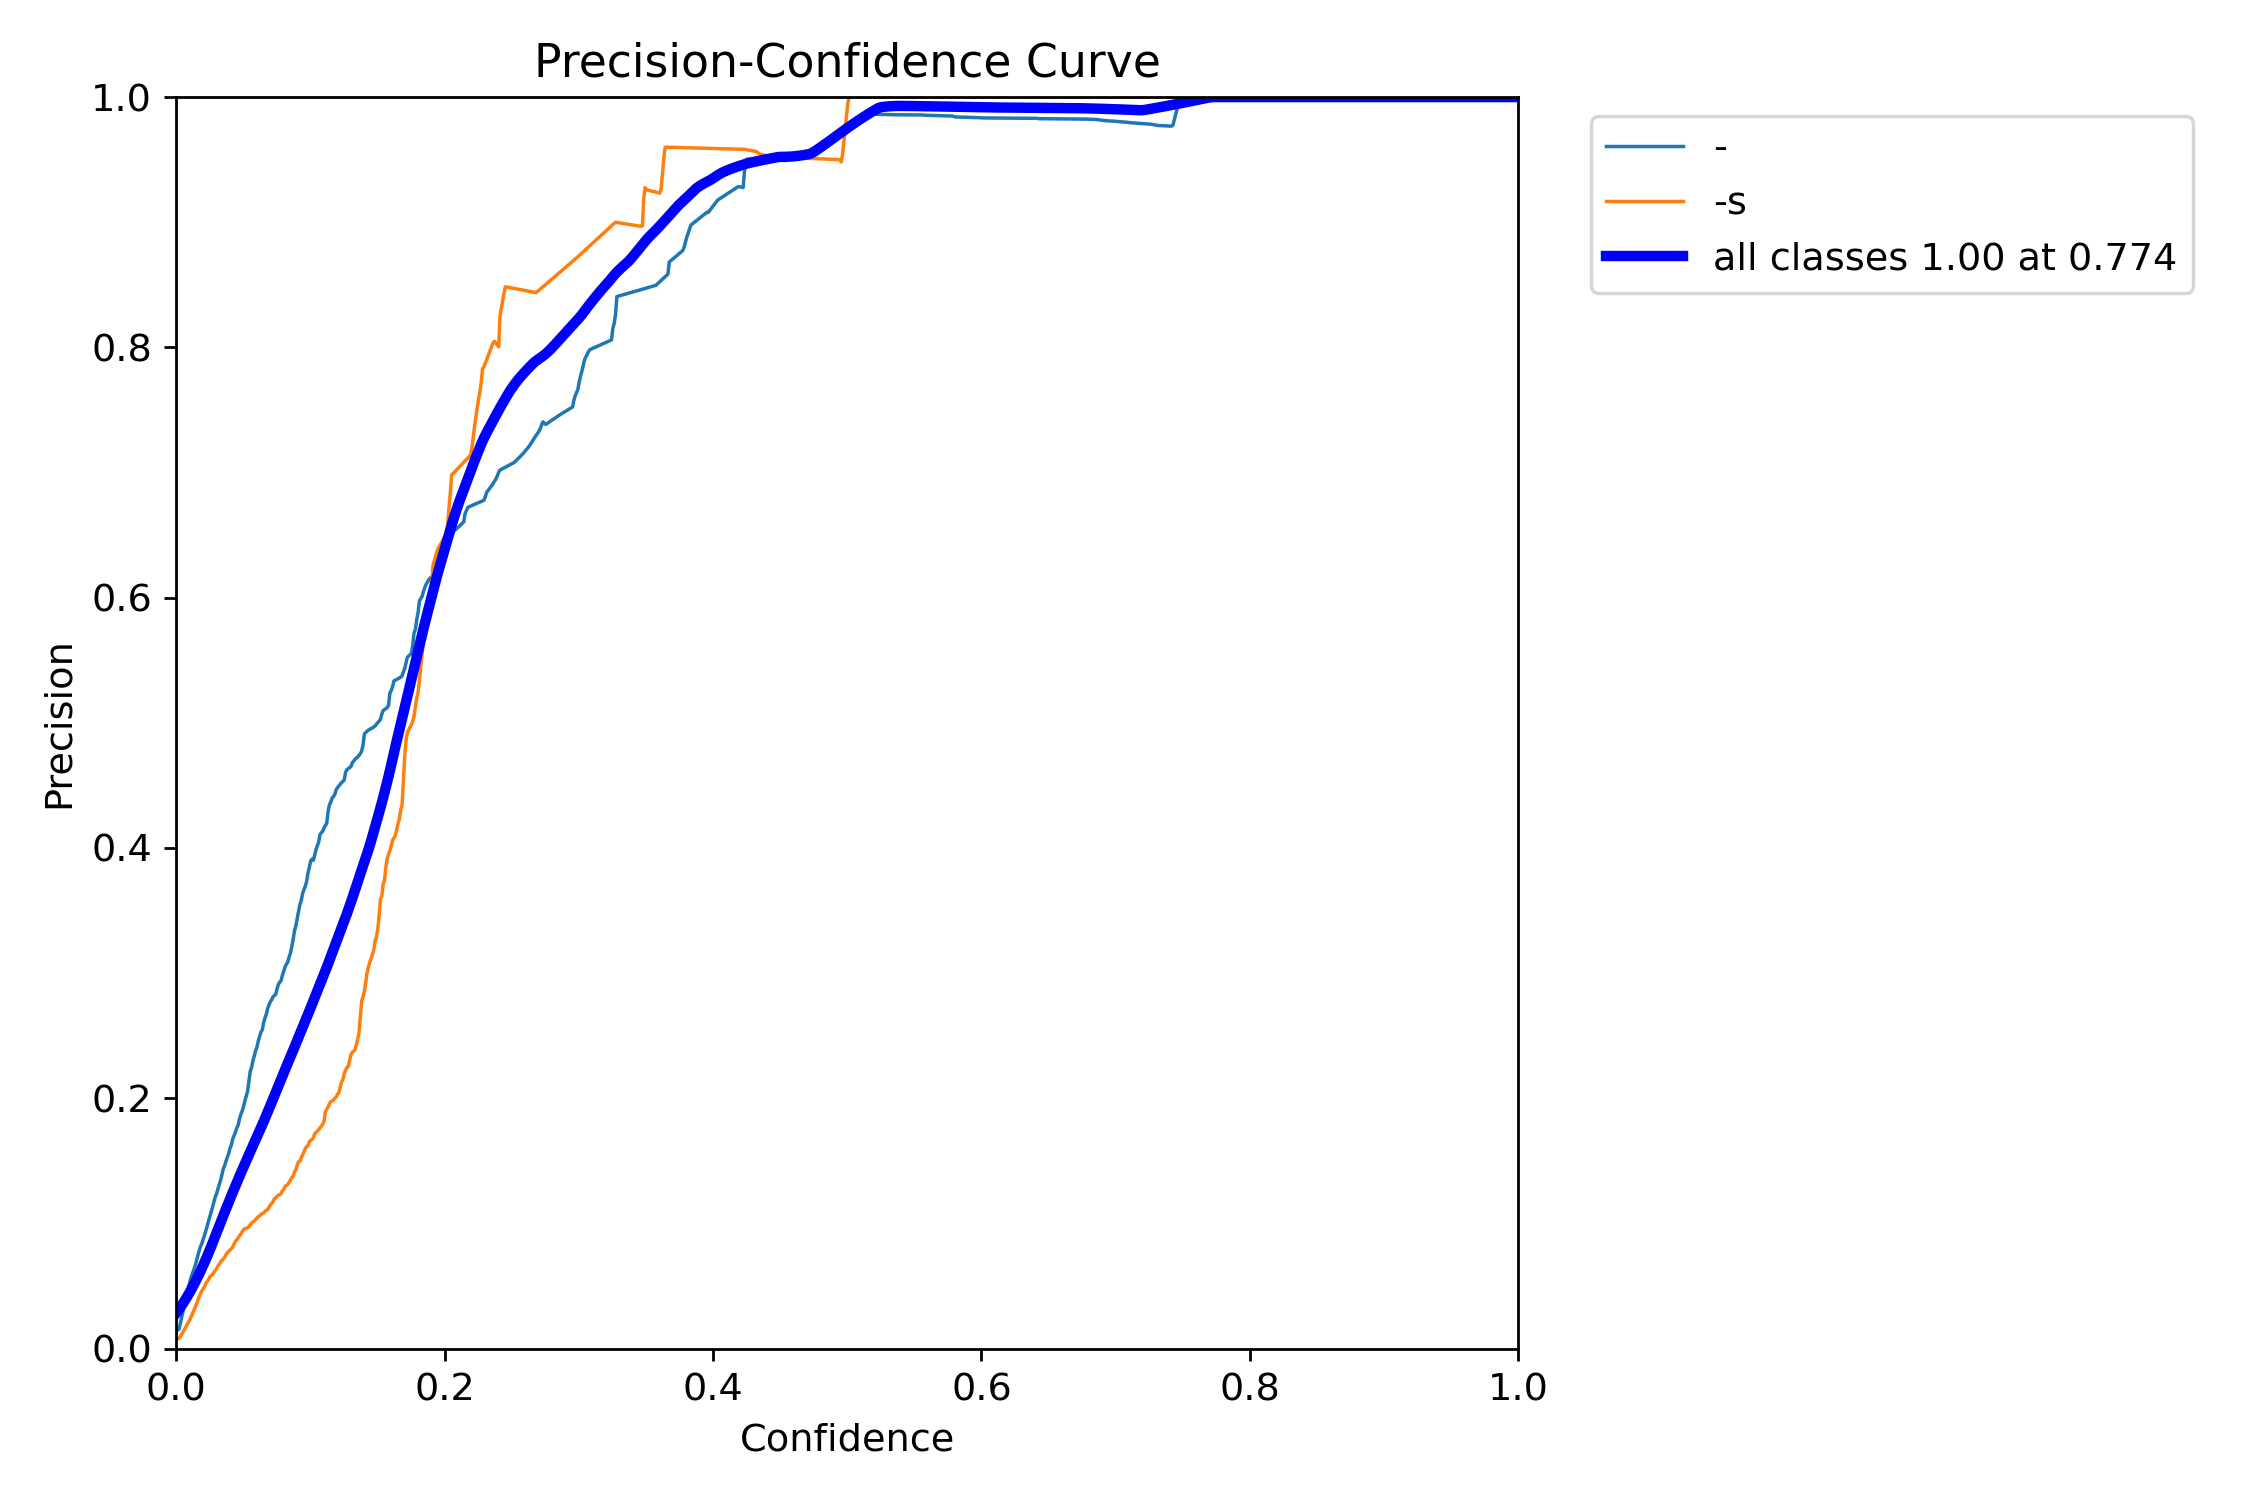 Precision-Confidence Curve
1.0
0.8
0.6
0.4
0.2
0.0
Precision
0.0 0.2 0.4 0.6 0.8 1.0
Confidence
-
-s
all classes 1.00 at 0.774